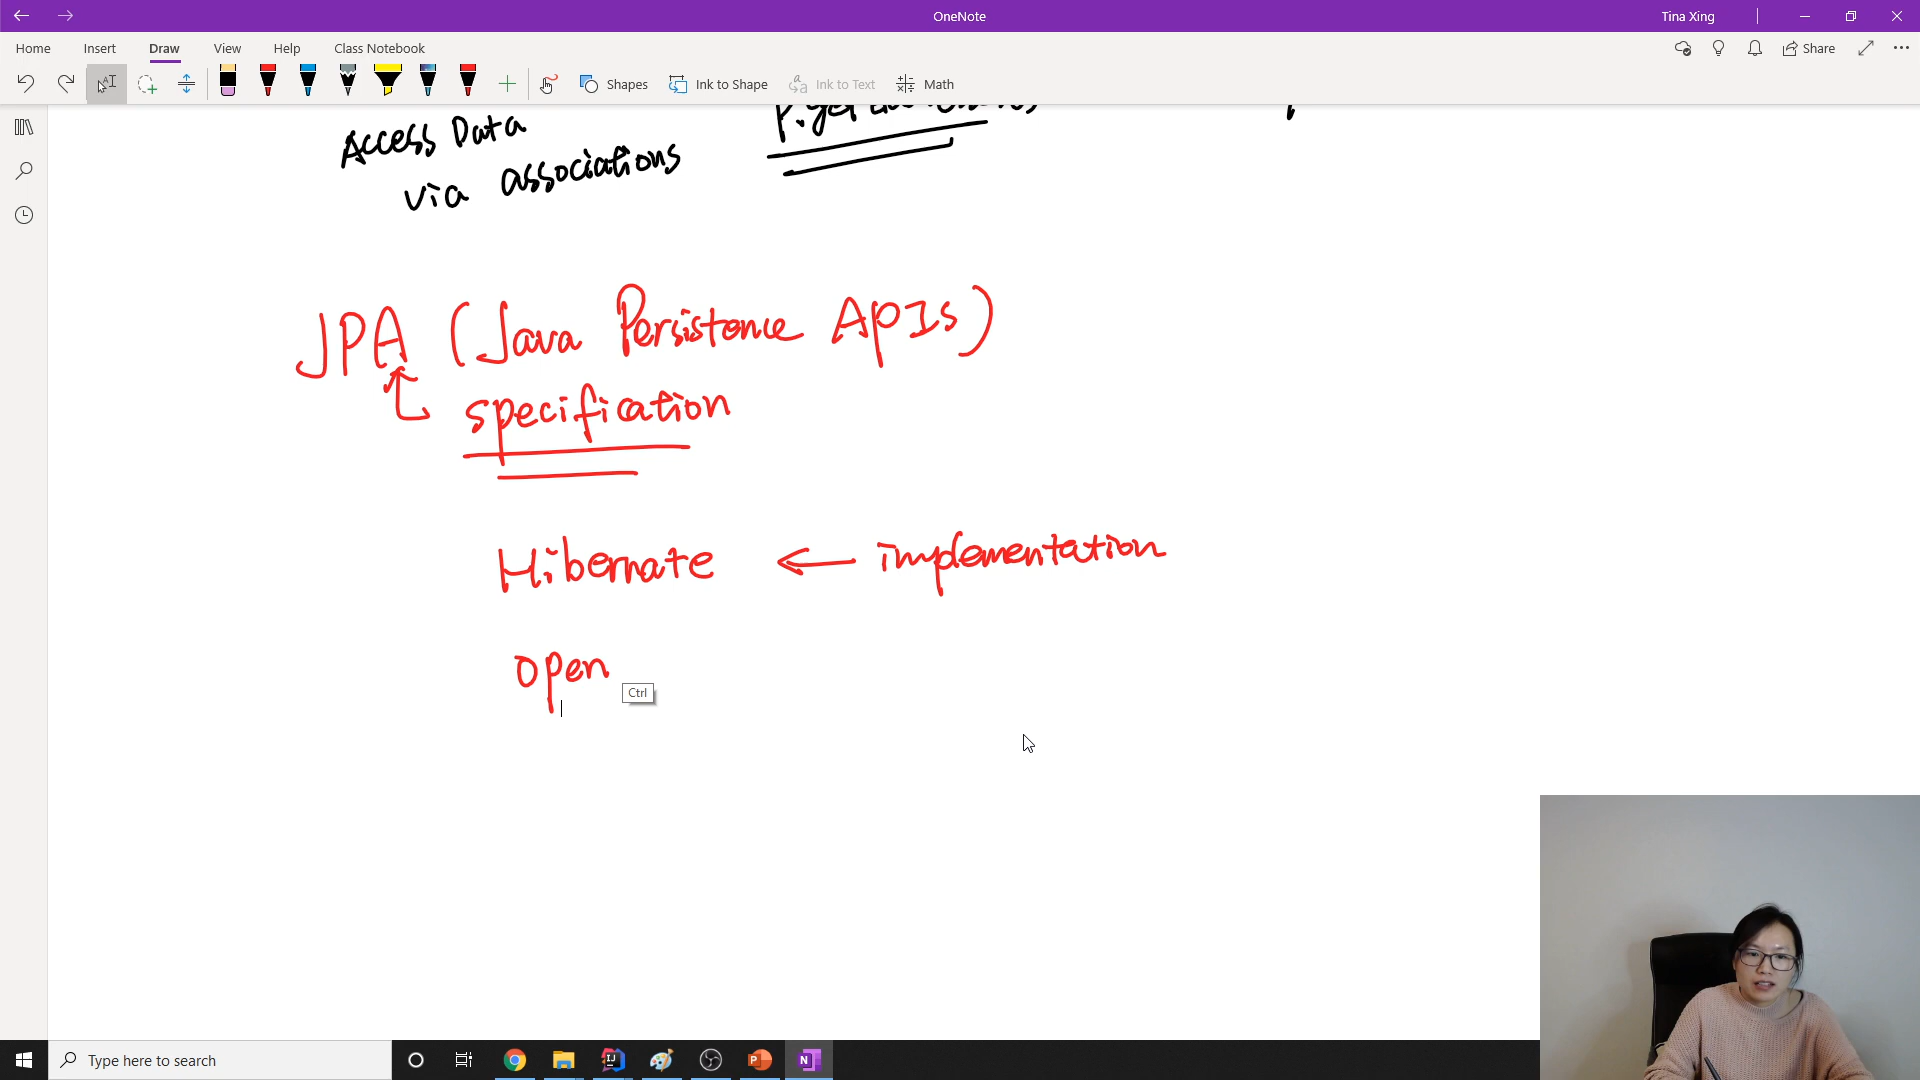 OneNote
Tina Xing
Home Insert Draw View Help Class Notebook
Share
Shapes Ink to Shape Ink to Text Math
Access Data
via associations
JPA (Java Persistence APIs)
specification
Hibernate ← implementation
open
Ctrl
Type here to search